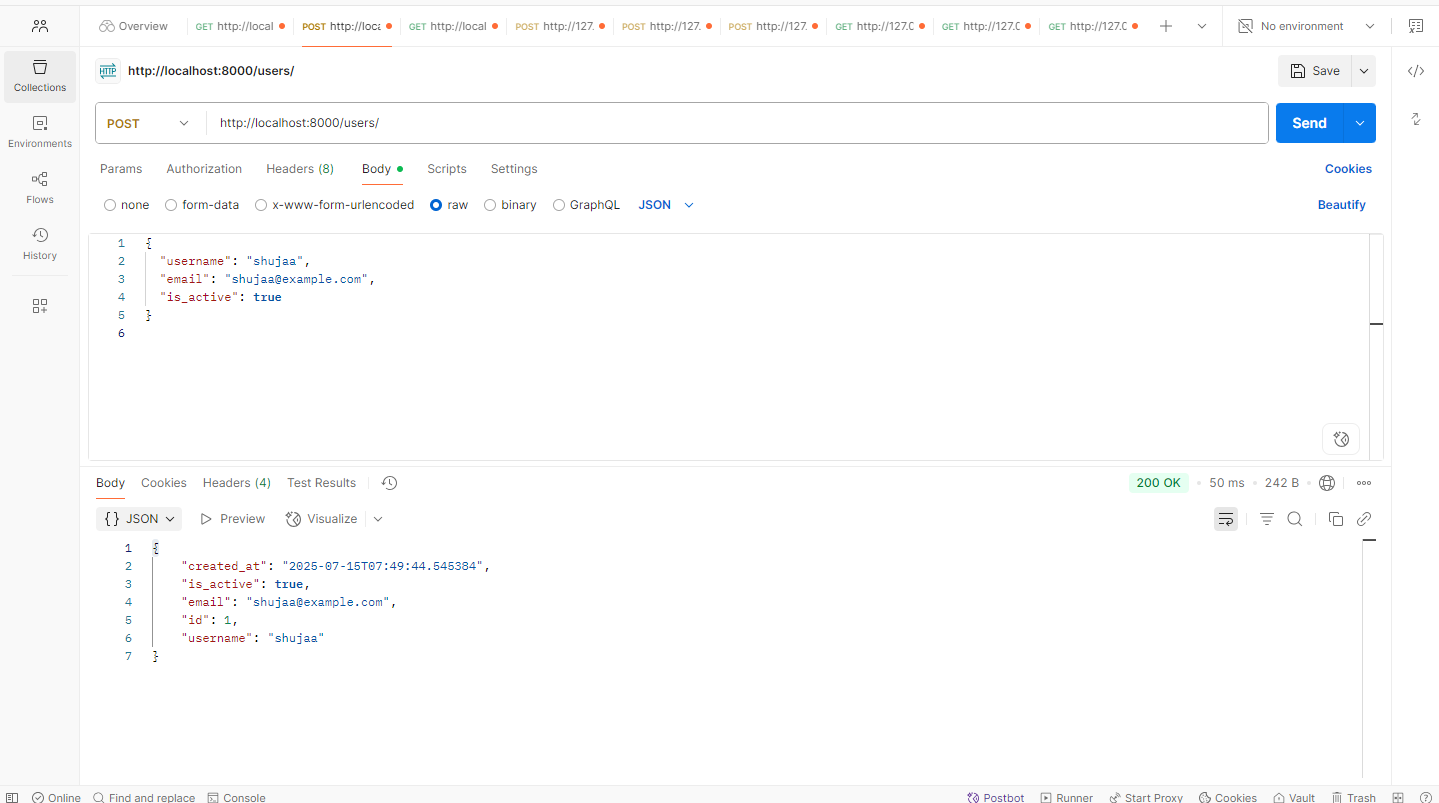 Overview GET http://local POST http://loca GET http://local POST http://127. POST http://127. POST http://127. GET http://127.0 GET http://127.0 GET http://127.0 No environment
HTTP http://localhost:8000/users/ Save
Collections
POST http://localhost:8000/users/ Send
Environments
Params Authorization Headers (8) Body Scripts Settings Cookies
Flows
none form-data x-www-form-urlencoded raw binary GraphQL JSON Beautify
History
1 {
2 "username": "shujaa",
3 "email": "shujaa@example.com",
4 "is_active": true
5 }
6
Body Cookies Headers (4) Test Results 200 OK 50 ms 242 B
{} JSON Preview Visualize
1 {
2 "created_at": "2025-07-15T07:49:44.545384",
3 "is_active": true,
4 "email": "shujaa@example.com",
5 "id": 1,
6 "username": "shujaa"
7 }
Online Find and replace Console Postbot Runner Start Proxy Cookies Vault Trash